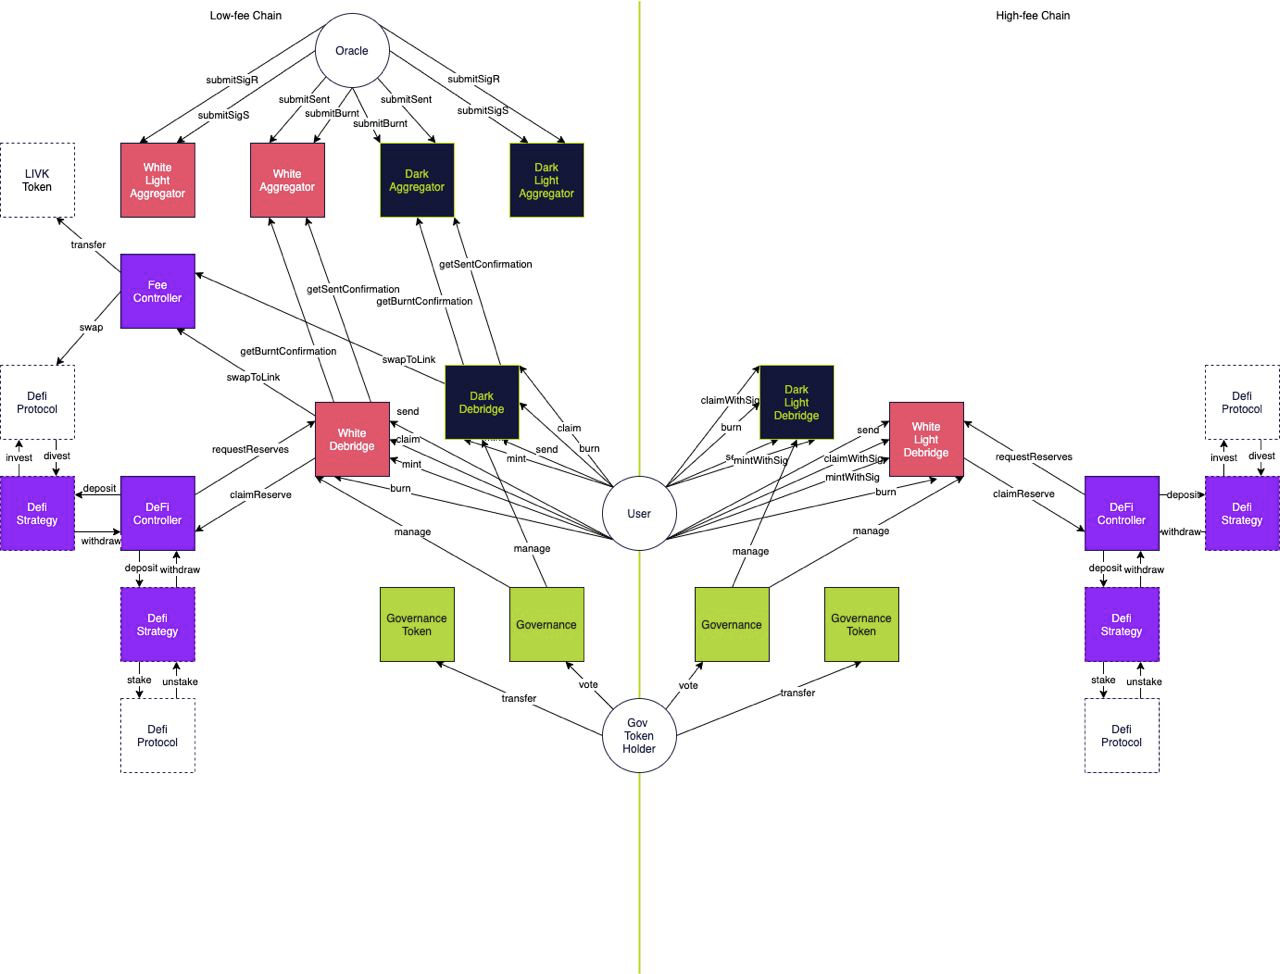 Low-fee Chain
High-fee Chain
Oracle
submitSigR
submitSigS
submitSent
submitBurnt
submitBurnt
submitSent
submitSigR
submitSigS
LIVK
Token
White
Light
Aggregator
White
Aggregator
Dark
Aggregator
Dark
Light
Aggregator
transfer
Fee
Controller
swap
getSentConfirmation
getSentConfirmation
getBurntConfirmation
getBurntConfirmation
swapToLink
swapToLink
Defi
Protocol
invest
divest
Dark
Debridge
White
Debridge
send
claim
mint
burn
claim
burn
send
mint
requestReserves
claimReserve
deposit
withdraw
Defi
Strategy
DeFi
Controller
deposit
withdraw
Defi
Strategy
stake
unstake
Defi
Protocol
User
claimWithSig
burn
mintWithSig
Dark
Light
Debridge
White
Light
Debridge
send
claimWithSig
mintWithSig
burn
requestReserves
claimReserve
Defi
Protocol
invest
divest
DeFi
Controller
deposit
withdraw
Defi
Strategy
deposit
withdraw
Defi
Strategy
stake
unstake
Defi
Protocol
manage
manage
manage
manage
Governance
Token
Governance
Governance
Governance
Token
transfer
vote
vote
transfer
Gov
Token
Holder